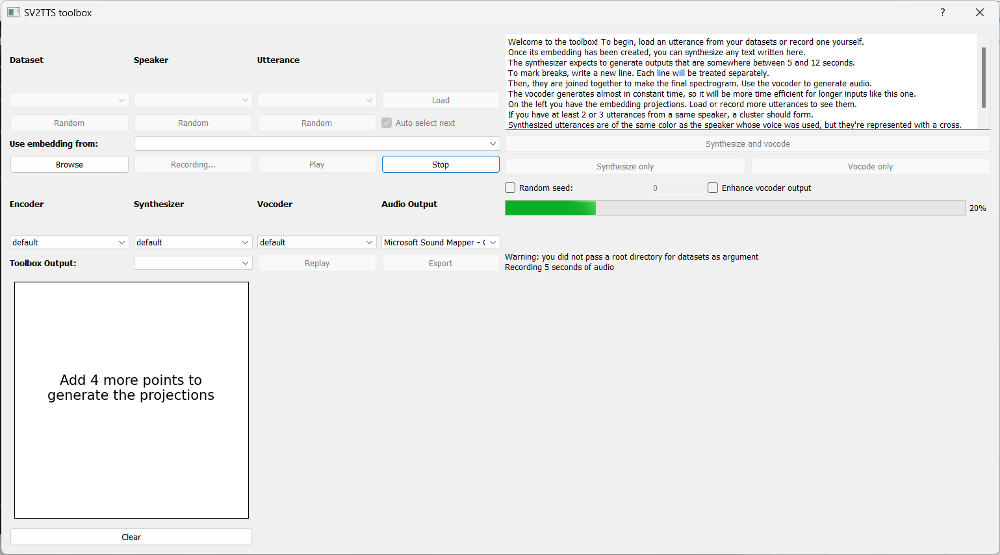 SV2TTS toolbox
?
Dataset
Speaker
Utterance
Load
Random
Random
Random
Auto select next
Use embedding from:
Browse
Recording...
Play
Stop
Encoder
Synthesizer
Vocoder
Audio Output
default
default
default
Microsoft Sound Mapper - 
Toolbox Output:
Replay
Export
Add 4 more points to
generate the projections
Clear
Welcome to the toolbox! To begin, load an utterance from your datasets or record one yourself.
Once its embedding has been created, you can synthesize any text written here.
The synthesizer expects to generate outputs that are somewhere between 5 and 12 seconds.
To mark breaks, write a new line. Each line will be treated separately.
Then, they are joined together to make the final spectrogram. Use the vocoder to generate audio.
The vocoder generates almost in constant time, so it will be more time efficient for longer inputs like this one.
On the left you have the embedding projections. Load or record more utterances to see them.
If you have at least 2 or 3 utterances from a same speaker, a cluster should form.
Synthesized utterances are of the same color as the speaker whose voice was used, but they're represented with a cross.
Synthesize and vocode
Synthesize only
Vocode only
Random seed:
0
Enhance vocoder output
20%
Warning: you did not pass a root directory for datasets as argument
Recording 5 seconds of audio